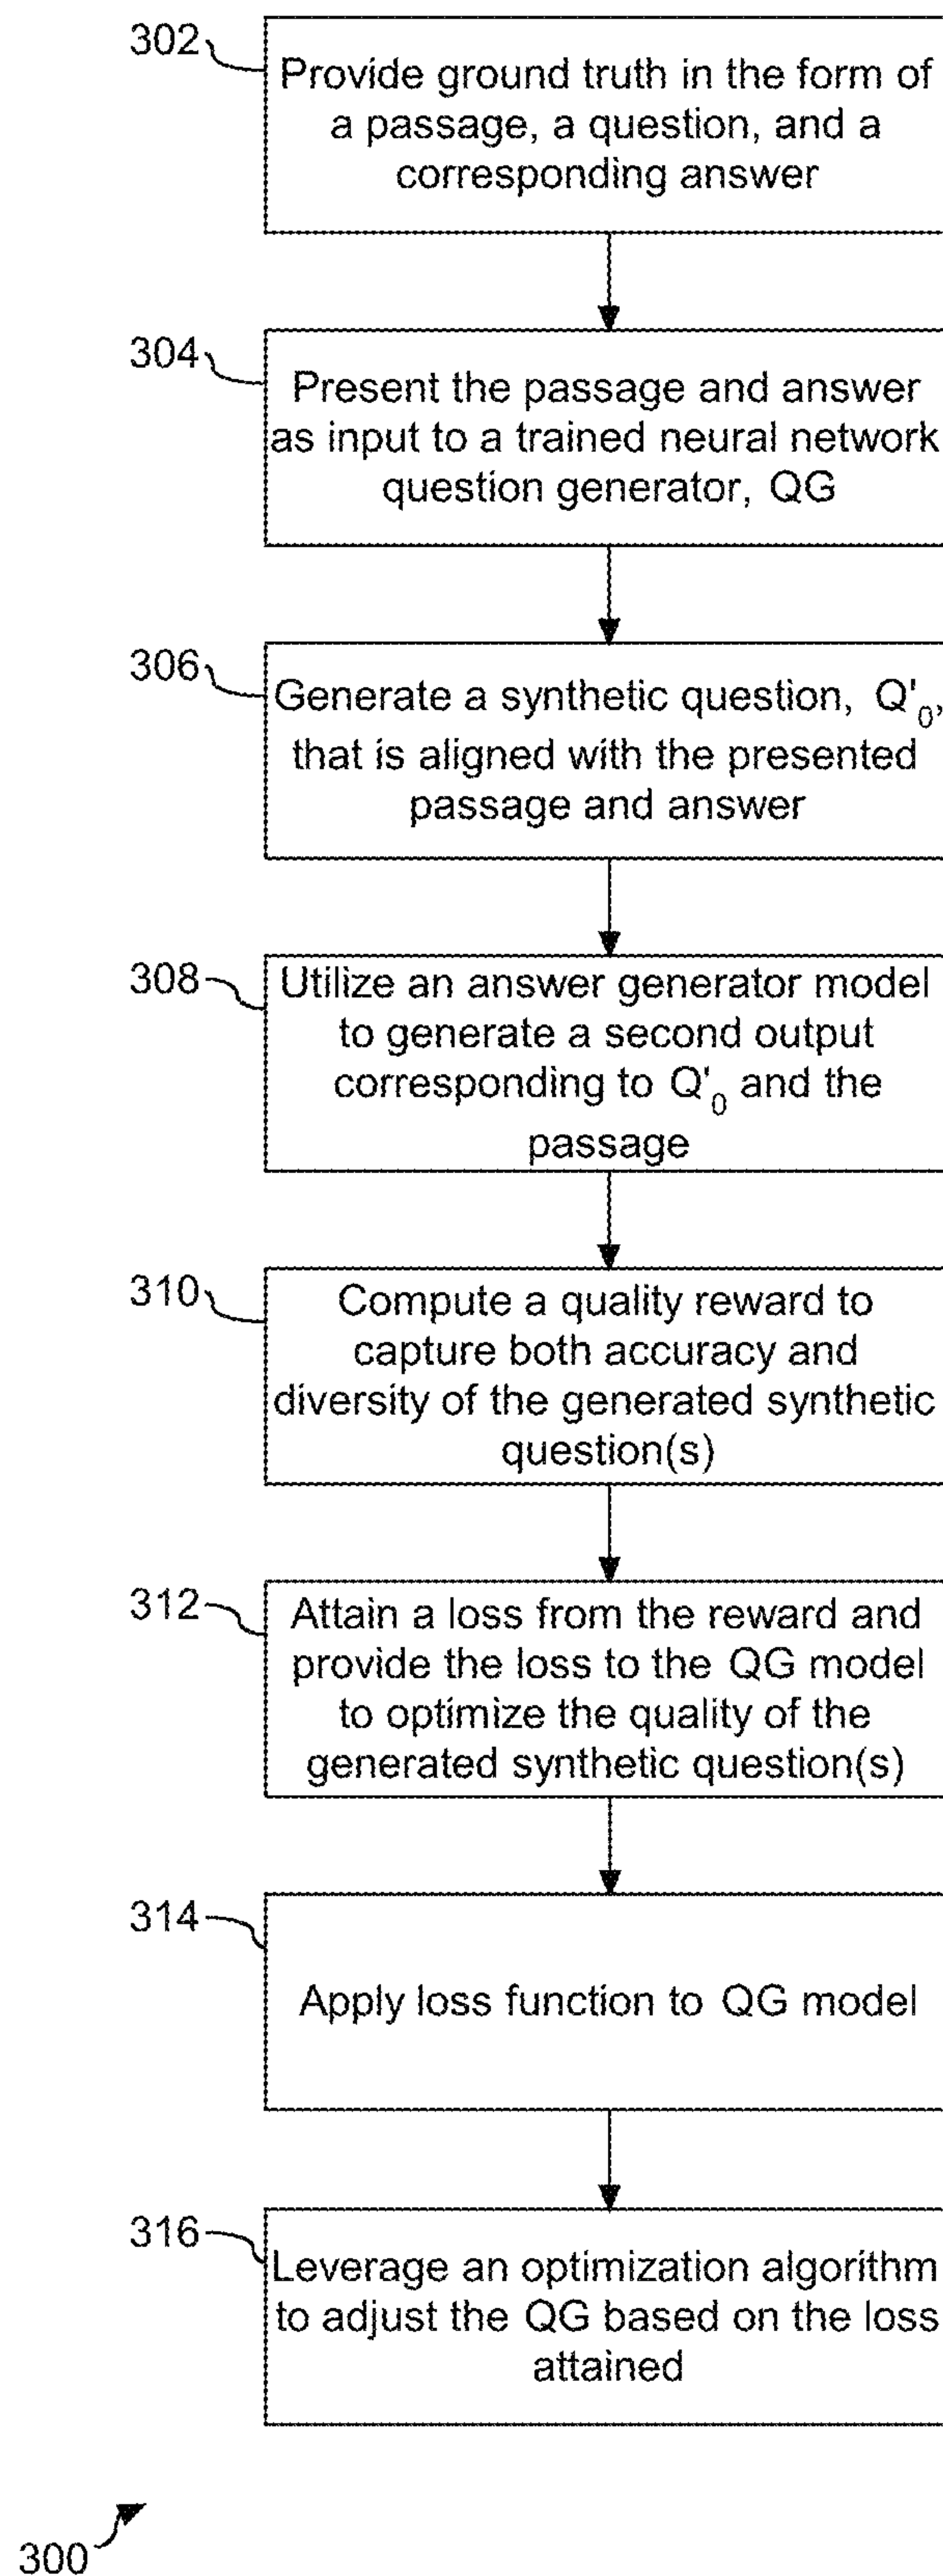 302
Provide ground truth in the form of
a passage, a question, and a
corresponding answer
304
Present the passage and answer
as input to a trained neural network
question generator, QG
306
Generate a synthetic question, Q'₀,
that is aligned with the presented
passage and answer
308
Utilize an answer generator model
to generate a second output
corresponding to Q'₀ and the
passage
310
Compute a quality reward to
capture both accuracy and
diversity of the generated synthetic
question(s)
312
Attain a loss from the reward and
provide the loss to the QG model
to optimize the quality of the
generated synthetic question(s)
314
Apply loss function to QG model
316
Leverage an optimization algorithm
to adjust the QG based on the loss
attained
300